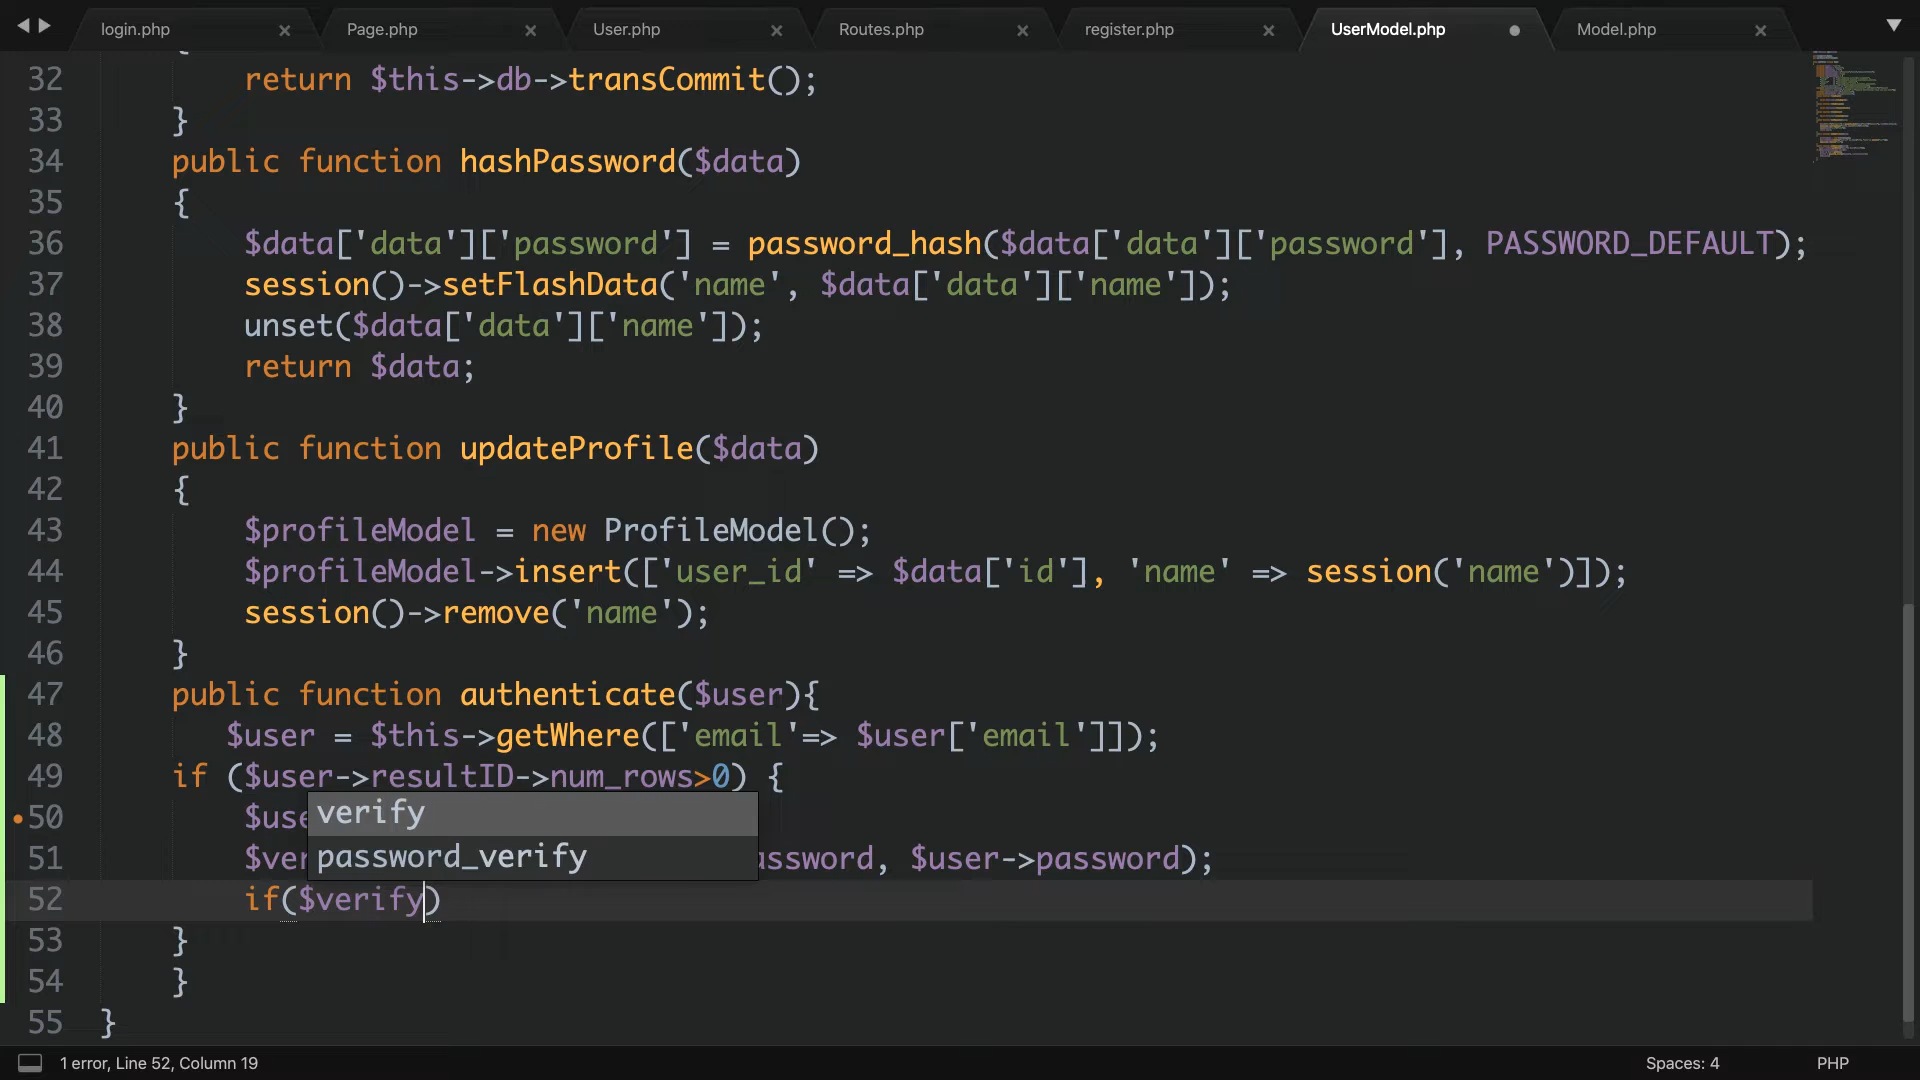 login.php × Page.php × User.php × Routes.php × register.php × UserModel.php Model.php ×
{
32 return $this->db->transCommit();
33 }
34 public function hashPassword($data)
35 {
36 $data['data']['password'] = password_hash($data['data']['password'], PASSWORD_DEFAULT);
37 session()->setFlashData('name', $data['data']['name']);
38 unset($data['data']['name']);
39 return $data;
40 }
41 public function updateProfile($data)
42 {
43 $profileModel = new ProfileModel();
44 $profileModel->insert(['user_id' => $data['id'], 'name' => session('name')]);
45 session()->remove('name');
46 }
47 public function authenticate($user){
48 $user = $this->getWhere(['email'=> $user['email']]);
49 if ($user->resultID->num_rows>0) {
verify
50 $use
password_verify
51 $ver assword, $user->password);
52 if($verify)
53 }
54 }
55 }
1 error, Line 52, Column 19 Spaces: 4 PHP